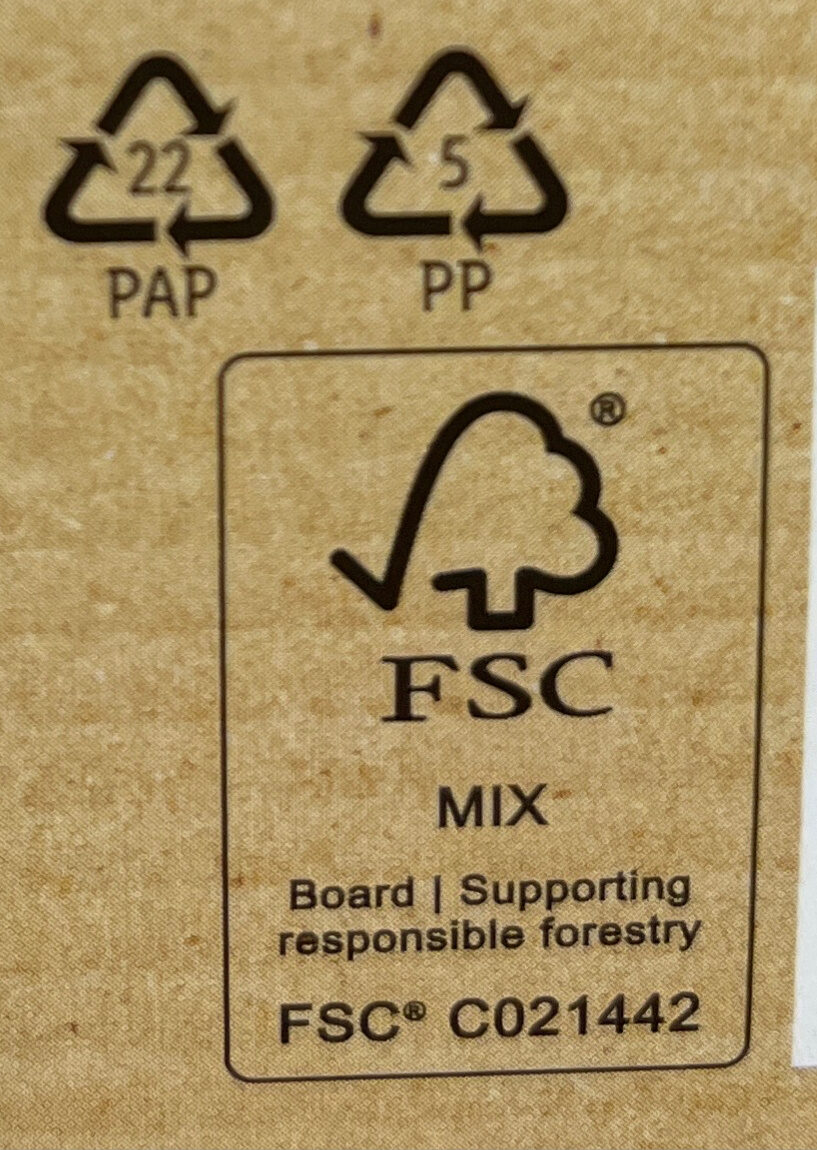 22 5
PAP PP
®
FSC
MIX
Board | Supporting
responsible forestry
FSC® C021442